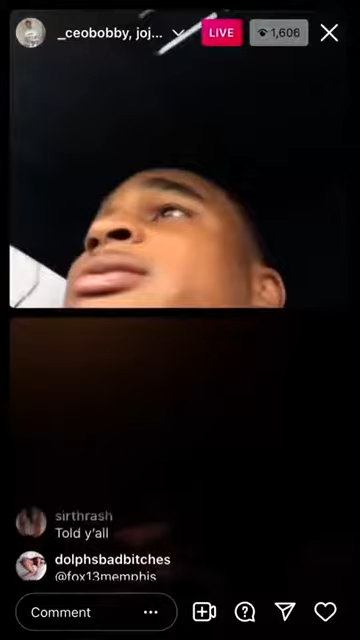 _ceobobby, joj...
LIVE
1,606
sirthrash
Told y'all
dolphsbadbitches
@fox13memphis
Comment